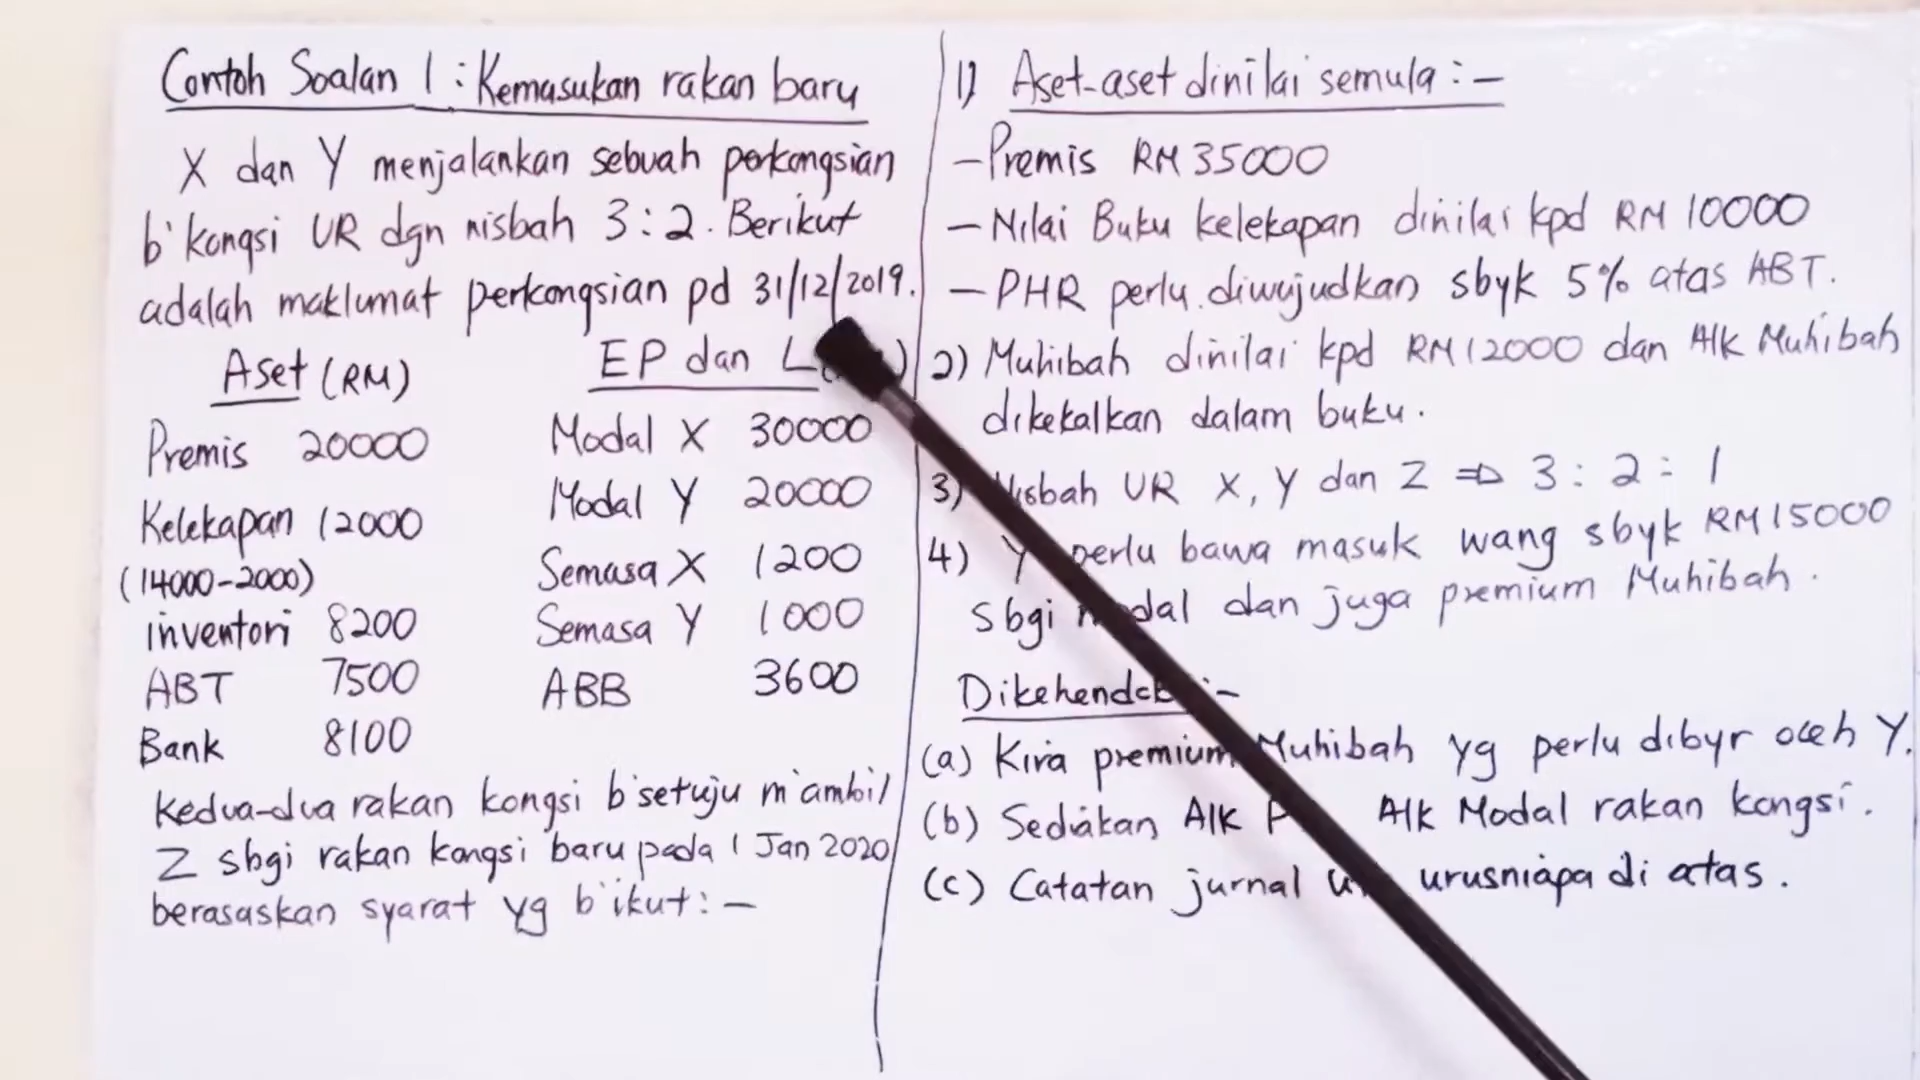 Contoh Soalan 1 : Kemasukan rakan baru
X dan Y menjalankan sebuah perkongsian
b'kongsi UR dgn nisbah 3:2. Berikut
adalah maklumat perkongsian pd 31/12/2019.
Aset (RM)
EP dan L
Premis 20000
Modal X 30000
Kelekapan 12000
Modal Y 20000
(14000-2000)
Semasa X 1200
inventori 8200
Semasa Y 1000
ABT 7500
ABB 3600
Bank 8100
Kedua-dua rakan kongsi b'setuju m'ambil
Z sbgi rakan kongsi baru pada 1 Jan 2020
berasaskan syarat yg b'ikut:-
1) Aset-aset dinilai semula :-
-Premis RM 35000
- Nilai Buku kelekapan dinilai kpd RM 10000
- PHR perlu diwujudkan sbyk 5% atas ABT.
2) Muhibah dinilai kpd RM 12000 dan Alk Muhibah
dikekalkan dalam buku.
3) Nisbah UR X, Y dan Z ⇒ 3:2:1
4) Y perlu bawa masuk wang sbyk RM 15000
sbgi modal dan juga premium Muhibah.
Dikehendaki :-
(a) Kira premium Muhibah yg perlu dibyr oleh Y.
(b) Sediakan Alk Alk Modal rakan kongsi.
(c) Catatan jurnal urusniapa di atas.